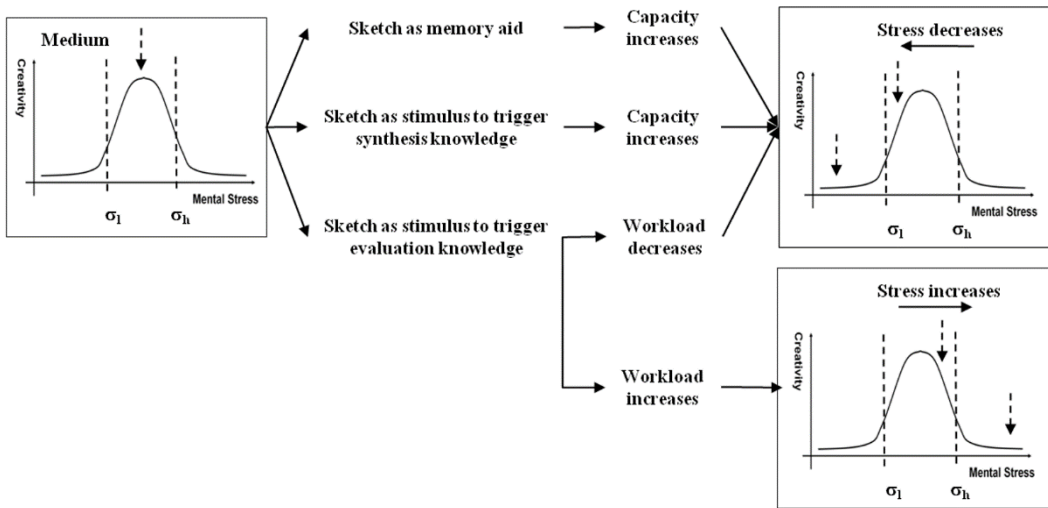 Medium
Creativity
Mental Stress
σl
σh
Sketch as memory aid
Capacity
increases
Sketch as stimulus to trigger
synthesis knowledge
Capacity
increases
Sketch as stimulus to trigger
evaluation knowledge
Workload
decreases
Workload
increases
Stress decreases
Creativity
Mental Stress
σl
σh
Stress increases
Creativity
Mental Stress
σl
σh